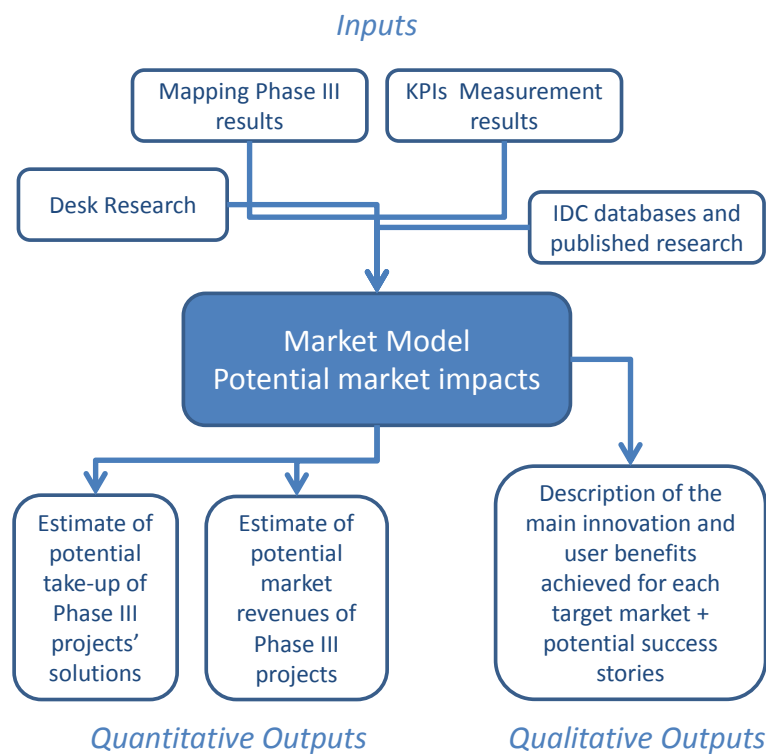 Inputs
Mapping Phase III
results
KPIs Measurement
results
Desk Research
IDC databases and
published research
Market Model
Potential market impacts
Estimate of
potential
take-up of
Phase III
projects’
solutions
Estimate of
potential
market
revenues of
Phase III
projects
Description of the
main innovation and
user benefits
achieved for each
target market +
potential success
stories
Quantitative Outputs
Qualitative Outputs